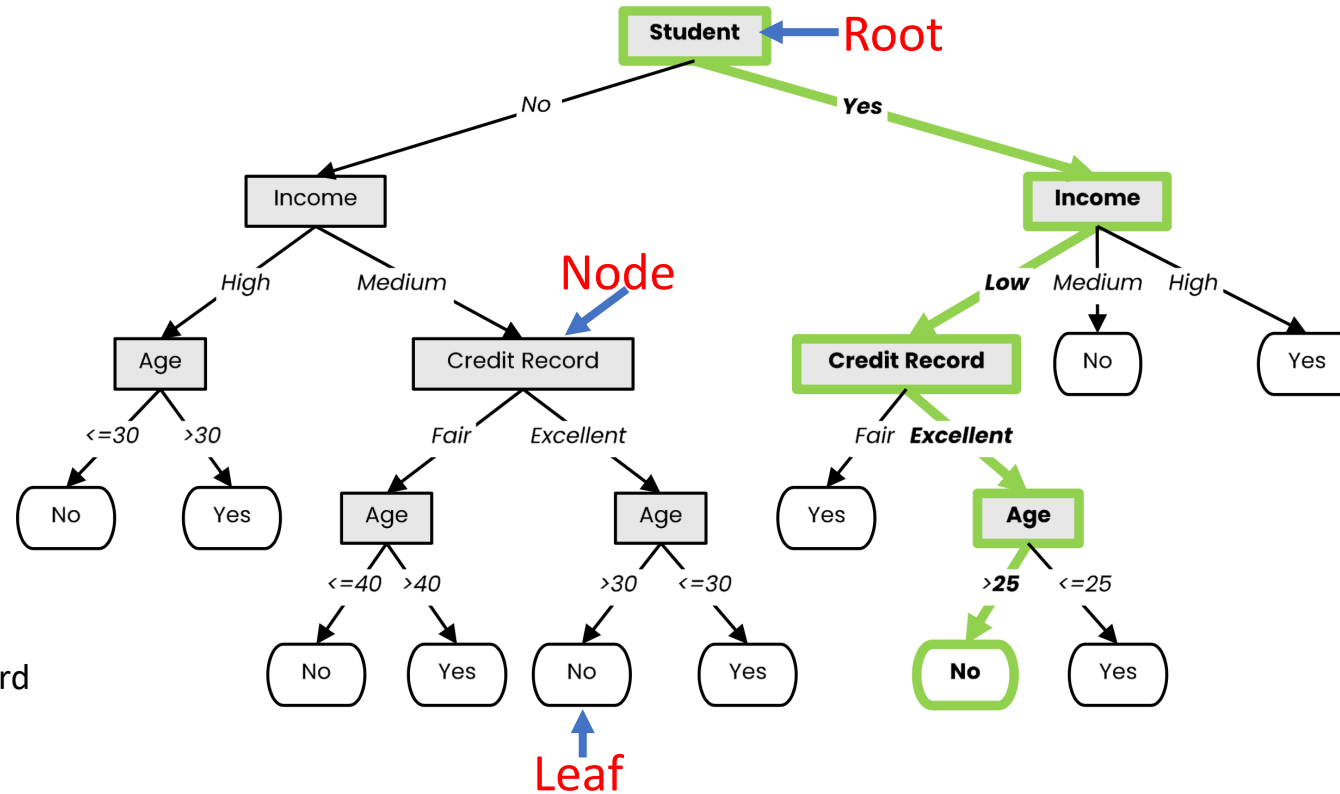 Student
Root
No
Yes
Income
Income
Node
High
Medium
Low
Medium
High
Age
Credit Record
Credit Record
No
Yes
<=30
>30
Fair
Excellent
Fair
Excellent
No
Yes
Age
Age
Yes
Age
<=40
>40
>30
<=30
>25
<=25
No
Yes
No
Yes
No
Yes
rd
Leaf